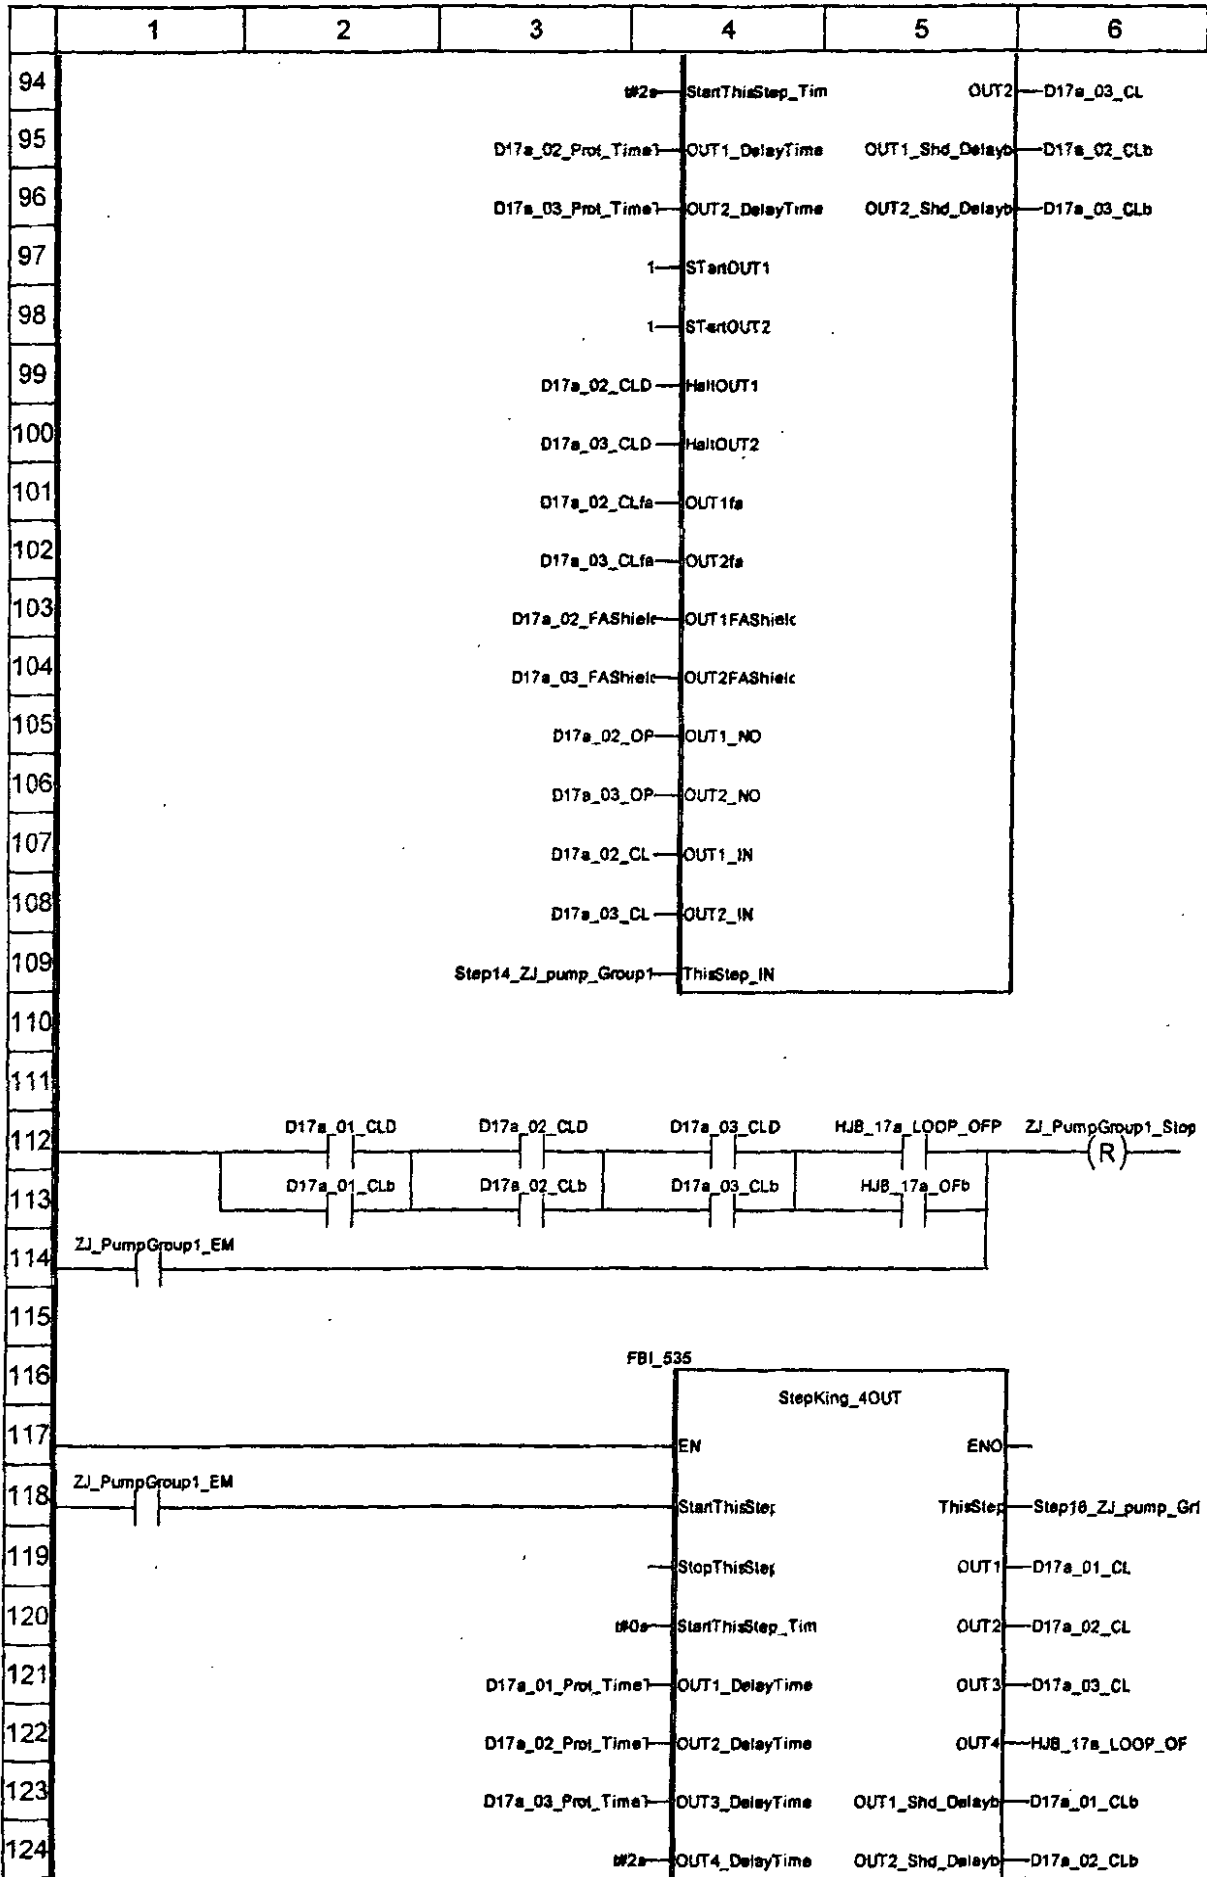 1 2 3 4 5 6
94 t#2s StartThisStep_Tim OUT2 D17a_03_CL
95 D17a_02_Prot_Time1 OUT1_DelayTime OUT1_Shd_Delayb D17a_02_CLb
96 D17a_03_Prot_Time1 OUT2_DelayTime OUT2_Shd_Delayb D17a_03_CLb
97 1 STartOUT1
98 1 STartOUT2
99 D17a_02_CLD HaltOUT1
100 D17a_03_CLD HaltOUT2
101 D17a_02_CLfa OUT1fa
102 D17a_03_CLfa OUT2fa
103 D17a_02_FAShielc OUT1FAShielc
104 D17a_03_FAShielc OUT2FAShielc
105 D17a_02_OP OUT1_NO
106 D17a_03_OP OUT2_NO
107 D17a_02_CL OUT1_IN
108 D17a_03_CL OUT2_IN
109 Step14_ZJ_pump_Group1 ThisStep_IN
110
111
112 D17a_01_CLD D17a_02_CLD D17a_03_CLD HJB_17a_LOOP_OFP ZJ_PumpGroup1_Stop
(R)
113 D17a_01_CLb D17a_02_CLb D17a_03_CLb HJB_17a_OFb
114 ZJ_PumpGroup1_EM
115
116 FBI_535
StepKing_4OUT
117 EN ENO
118 ZJ_PumpGroup1_EM StartThisStep ThisStep Step16_ZJ_pump_Gr1
119 StopThisStep OUT1 D17a_01_CL
120 t#0s StartThisStep_Tim OUT2 D17a_02_CL
121 D17a_01_Prot_Time1 OUT1_DelayTime OUT3 D17a_03_CL
122 D17a_02_Prot_Time1 OUT2_DelayTime OUT4 HJB_17a_LOOP_OF
123 D17a_03_Prot_Time1 OUT3_DelayTime OUT1_Shd_Delayb D17a_01_CLb
124 t#2s OUT4_DelayTime OUT2_Shd_Delayb D17a_02_CLb